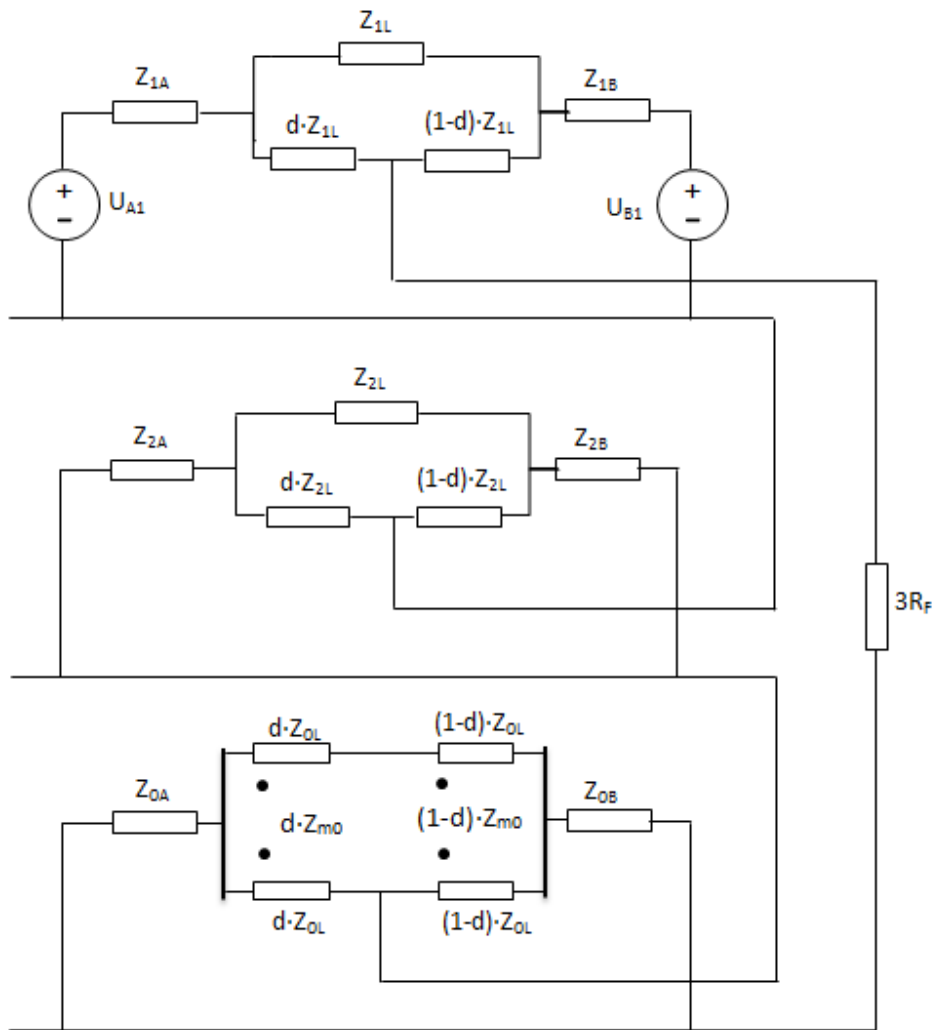 Z1L
Z1A
Z1B
d·Z1L
(1-d)·Z1L
+
−
UA1
UB1
+
−
Z2L
Z2A
Z2B
d·Z2L
(1-d)·Z2L
3RF
d·Z0L
(1-d)·Z0L
Z0A
Z0B
d·Zm0
(1-d)·Zm0
d·Z0L
(1-d)·Z0L